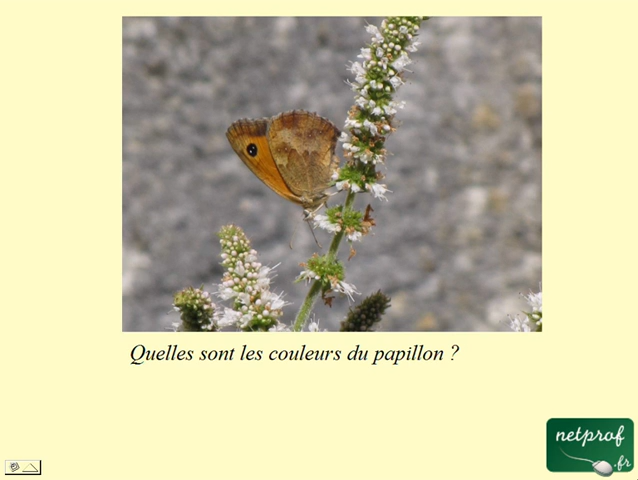 Quelles sont les couleurs du papillon ?
netprof
.fr